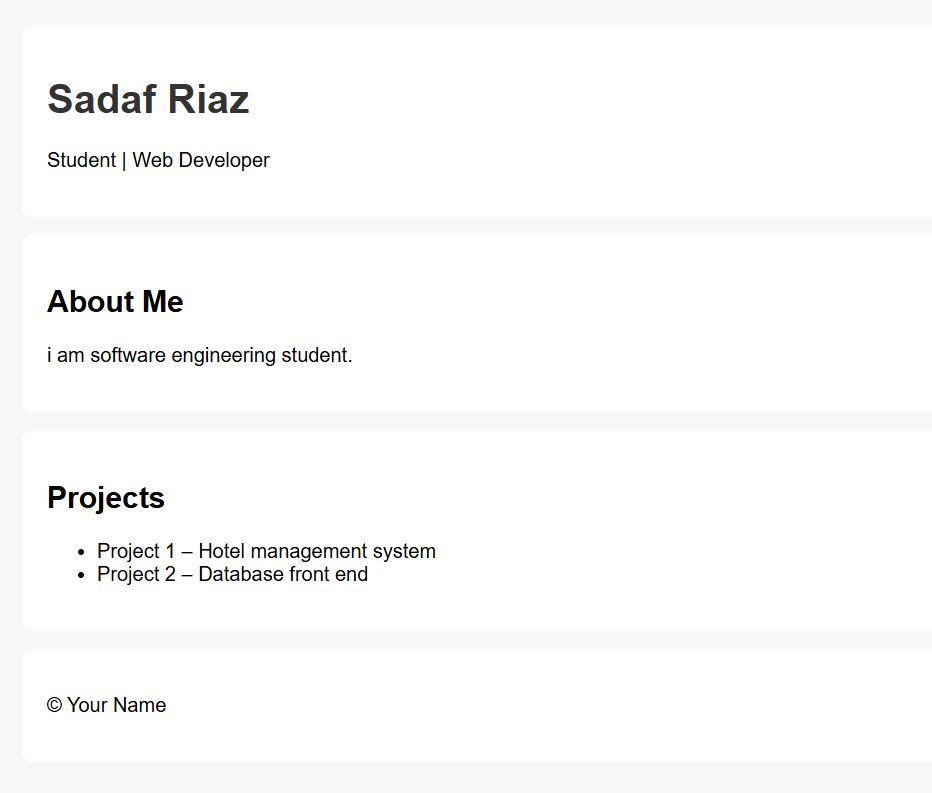 Sadaf Riaz
Student | Web Developer
About Me
i am software engineering student.
Projects
• Project 1 – Hotel management system
• Project 2 – Database front end
© Your Name